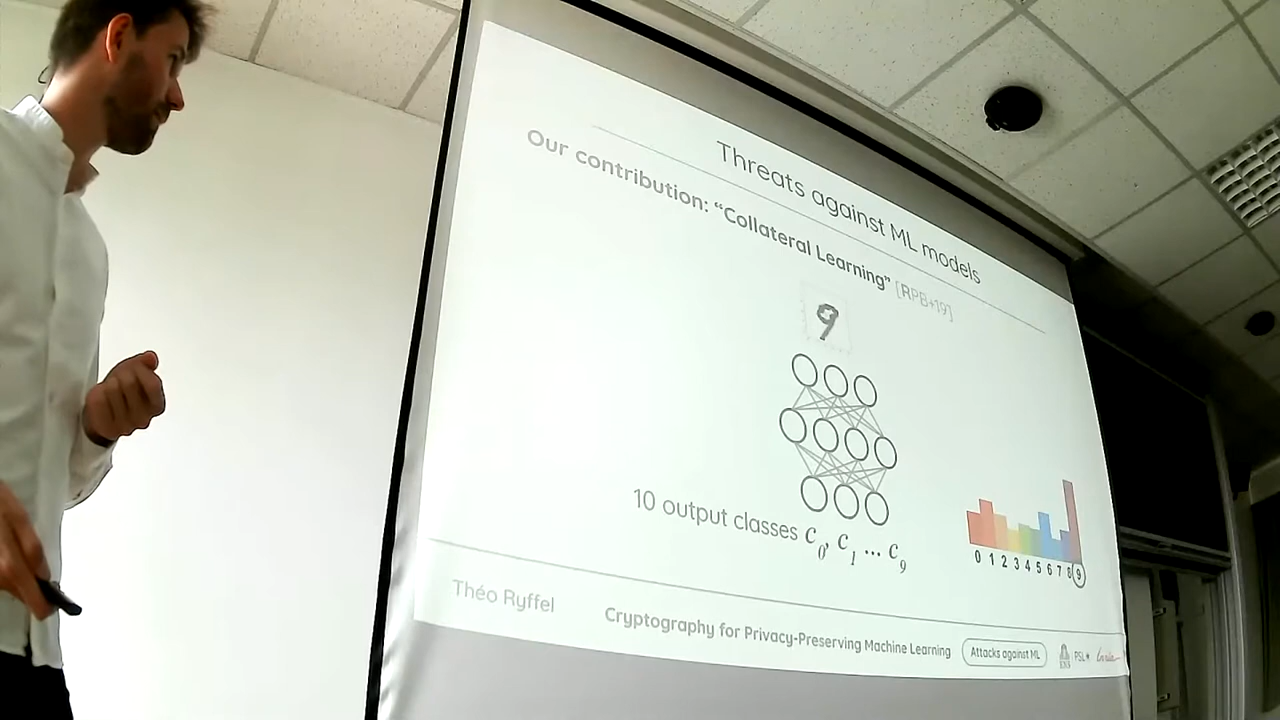 Threats against ML models
Our contribution: “Collateral Learning” [RPB+19]
9
10 output classes c0, c1 ... c9
0 1 2 3 4 5 6 7 8 9
Théo Ryffel
Cryptography for Privacy-Preserving Machine Learning
Attacks against ML
ENS
PSL★
Inria